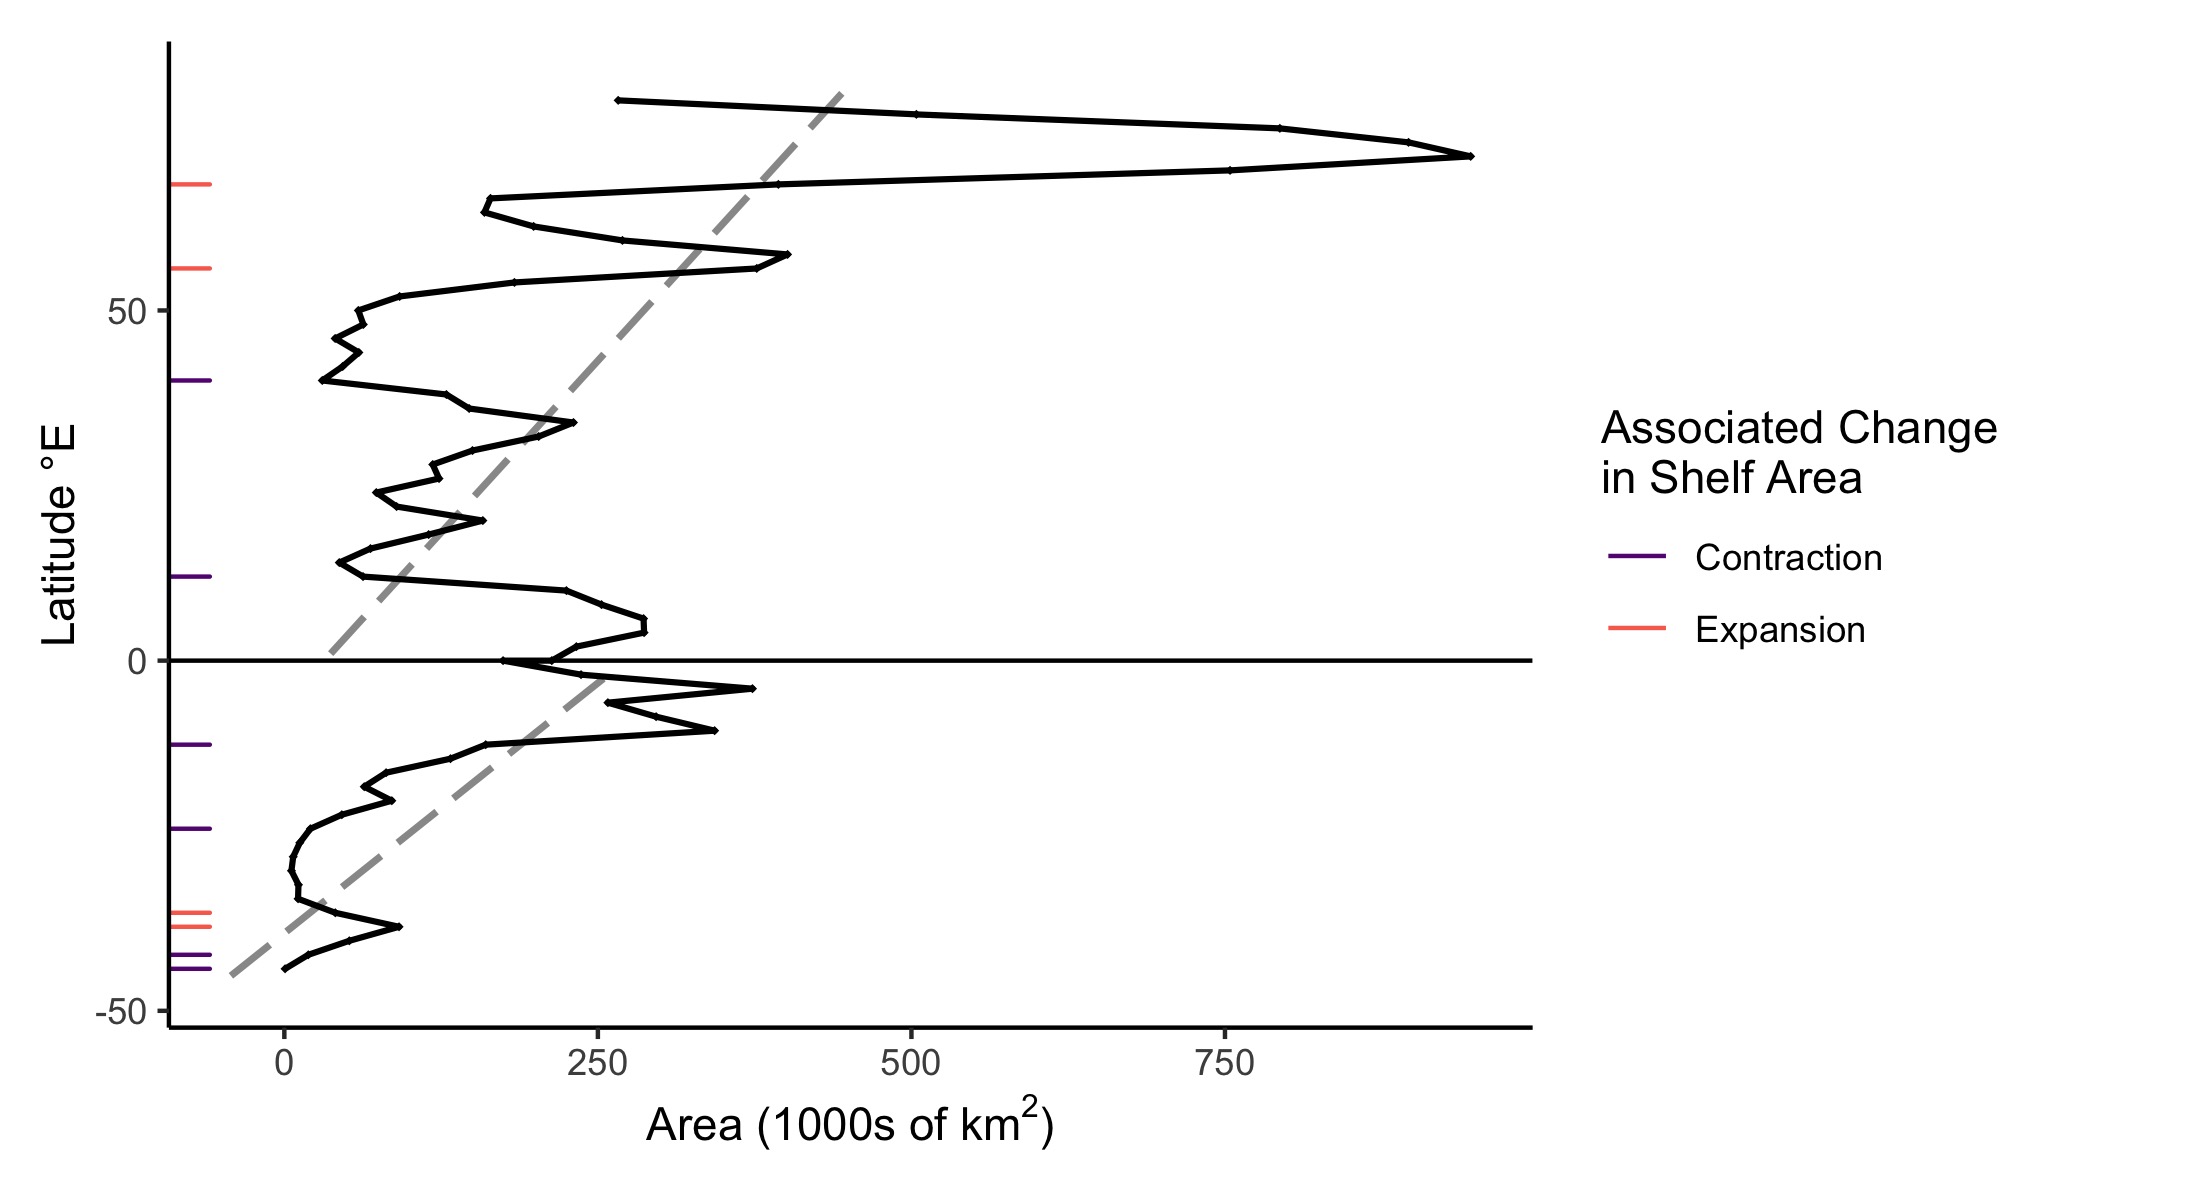 Latitude °E
50
0
-50
0 250 500 750
Area (1000s of km²)
Associated Change
in Shelf Area
Contraction
Expansion